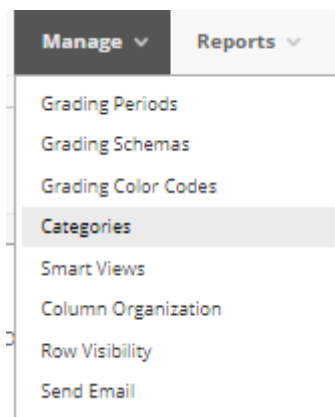 Manage Reports
Grading Periods
Grading Schemas
Grading Color Codes
Categories
Smart Views
Column Organization
Row Visibility
Send Email